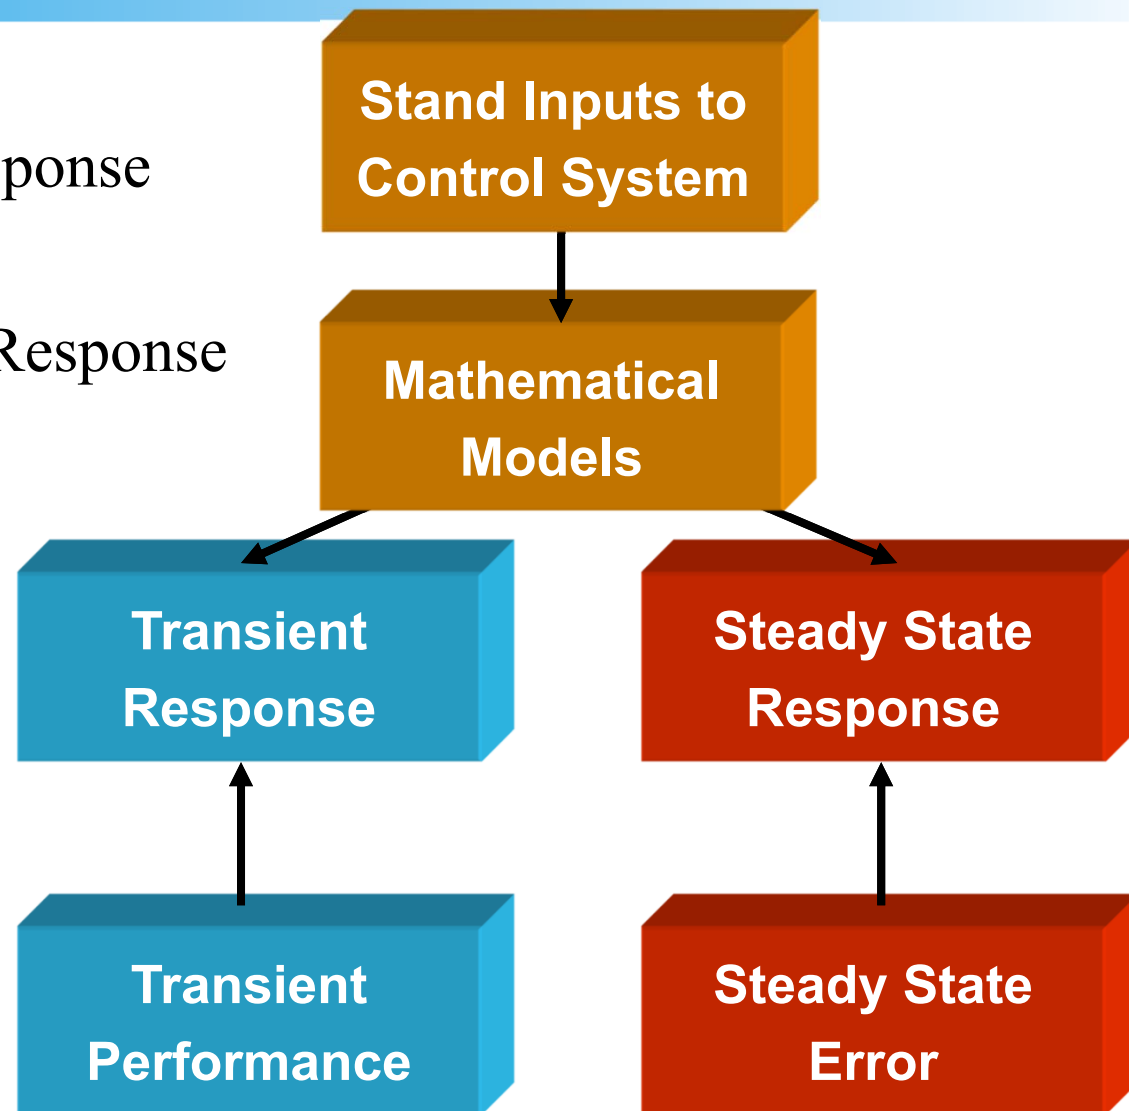 Stand Inputs to
Control System
ponse
Response
Mathematical
Models
Transient
Response
Steady State
Response
Transient
Performance
Steady State
Error